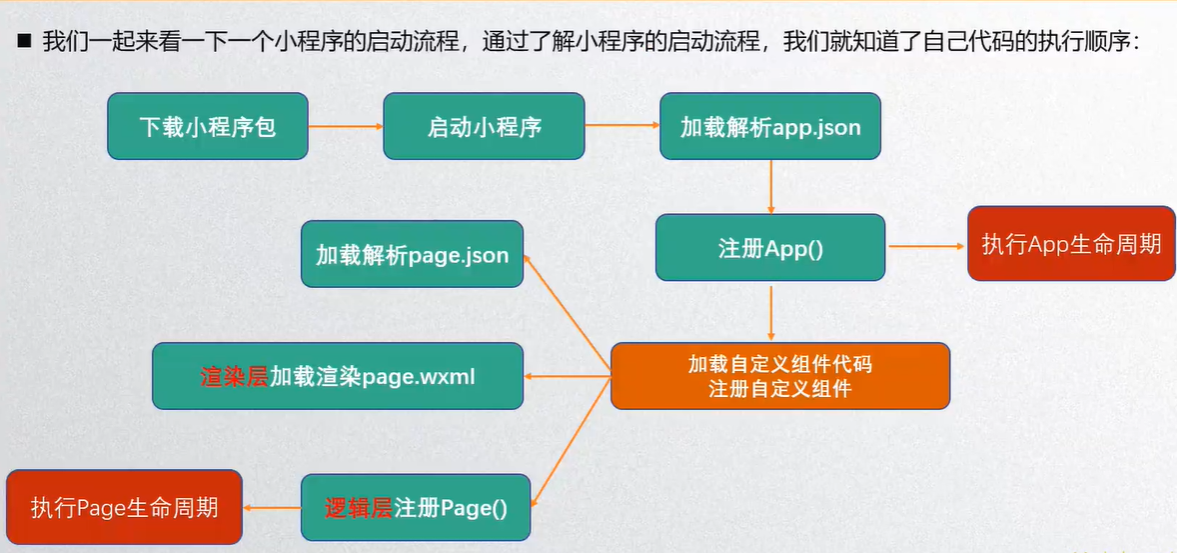 ■ 我们一起来看一下一个小程序的启动流程，通过了解小程序的启动流程，我们就知道了自己代码的执行顺序：
下载小程序包
启动小程序
加载解析app.json
注册App()
执行App生命周期
加载解析page.json
加载自定义组件代码
注册自定义组件
渲染层加载渲染page.wxml
逻辑层注册Page()
执行Page生命周期